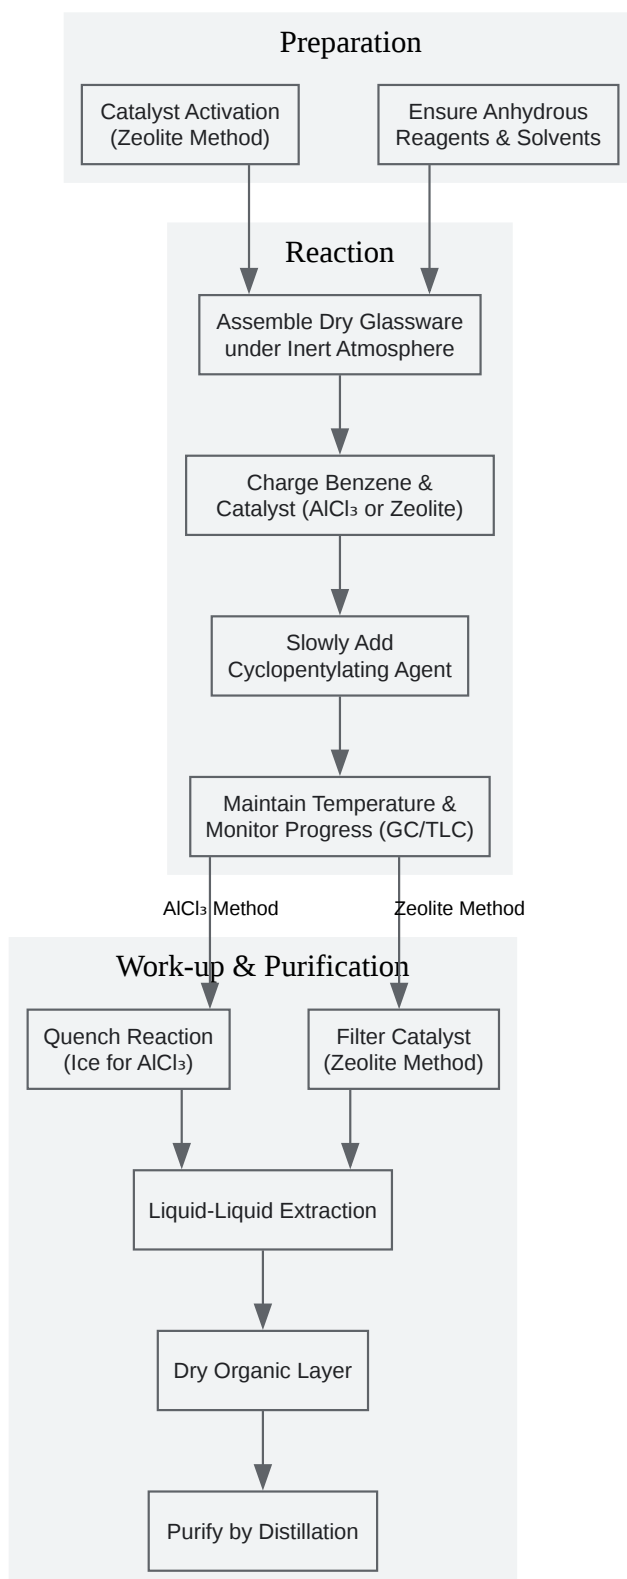 Preparation
Catalyst Activation
(Zeolite Method)
Ensure Anhydrous
Reagents & Solvents
Reaction
Assemble Dry Glassware
under Inert Atmosphere
Charge Benzene &
Catalyst (AlCl₃ or Zeolite)
Slowly Add
Cyclopentylating Agent
Maintain Temperature &
Monitor Progress (GC/TLC)
AlCl₃ Method
Zeolite Method
Work-up & Purification
Quench Reaction
(Ice for AlCl₃)
Filter Catalyst
(Zeolite Method)
Liquid-Liquid Extraction
Dry Organic Layer
Purify by Distillation